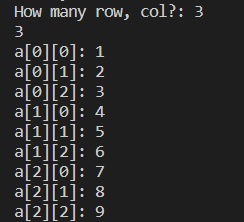 How many row, col?: 3
3
a[0][0]: 1
a[0][1]: 2
a[0][2]: 3
a[1][0]: 4
a[1][1]: 5
a[1][2]: 6
a[2][0]: 7
a[2][1]: 8
a[2][2]: 9